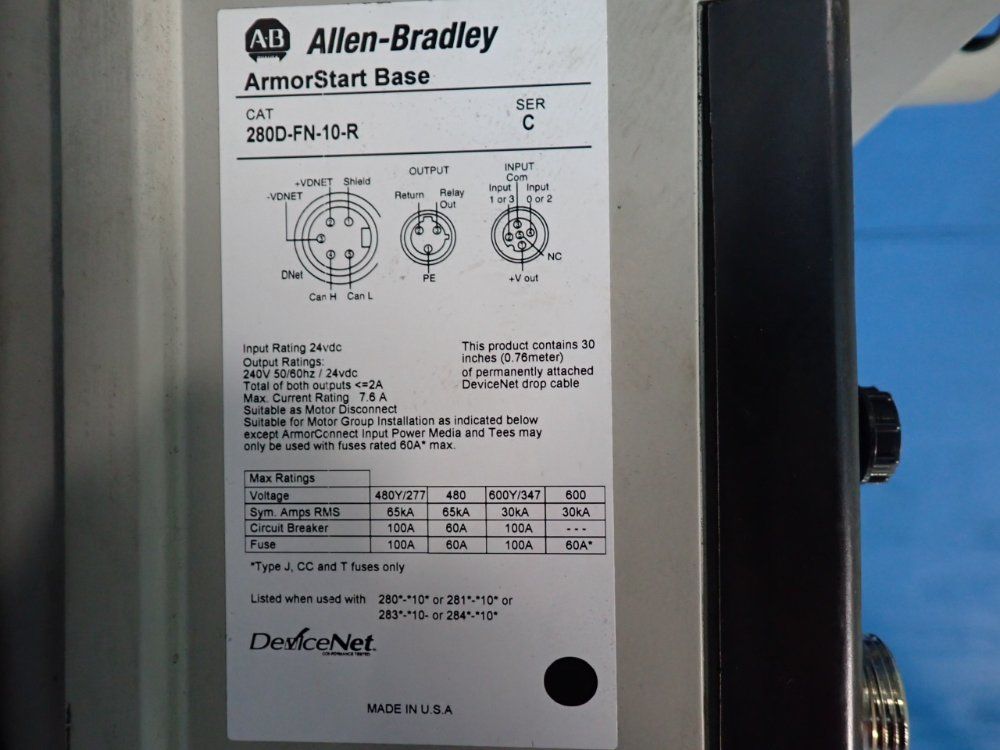 AB
Allen-Bradley
ArmorStart Base
CAT
SER
280D-FN-10-R
C
+VDNET
Shield
-VDNET
DNet
Can H
Can L
OUTPUT
Return
Relay
Out
PE
INPUT
Com
Input
1 or 3
Input
0 or 2
NC
+V out
Input Rating 24vdc
Output Ratings:
240V 50/60hz / 24vdc
Total of both outputs <=2A
Max. Current Rating 7.6 A
Suitable as Motor Disconnect
Suitable for Motor Group Installation as indicated below
except ArmorConnect Input Power Media and Tees may
only be used with fuses rated 60A* max.
This product contains 30
inches (0.76meter)
of permanently attached
DeviceNet drop cable
Max Ratings
Voltage 480Y/277 480 600Y/347 600
Sym. Amps RMS 65kA 65kA 30kA 30kA
Circuit Breaker 100A 60A 100A ---
Fuse 100A 60A 100A 60A*
*Type J, CC and T fuses only
Listed when used with 280*-*10* or 281*-*10* or
283*-*10- or 284*-*10*
DeviceNet
CONFORMANCE TESTED
MADE IN U.S.A